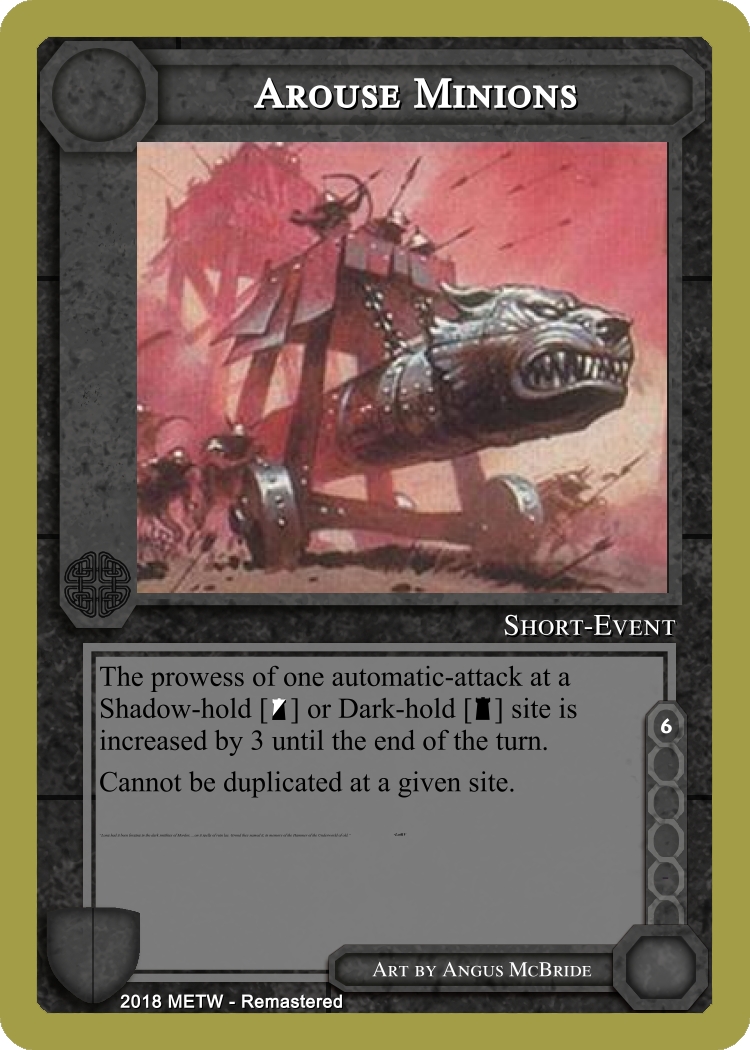 Arouse Minions
Short-Event
The prowess of one automatic-attack at a
Shadow-hold [ ] or Dark-hold [ ] site is
increased by 3 until the end of the turn.
Cannot be duplicated at a given site.
6
Art by Angus McBride
2018 METW - Remastered